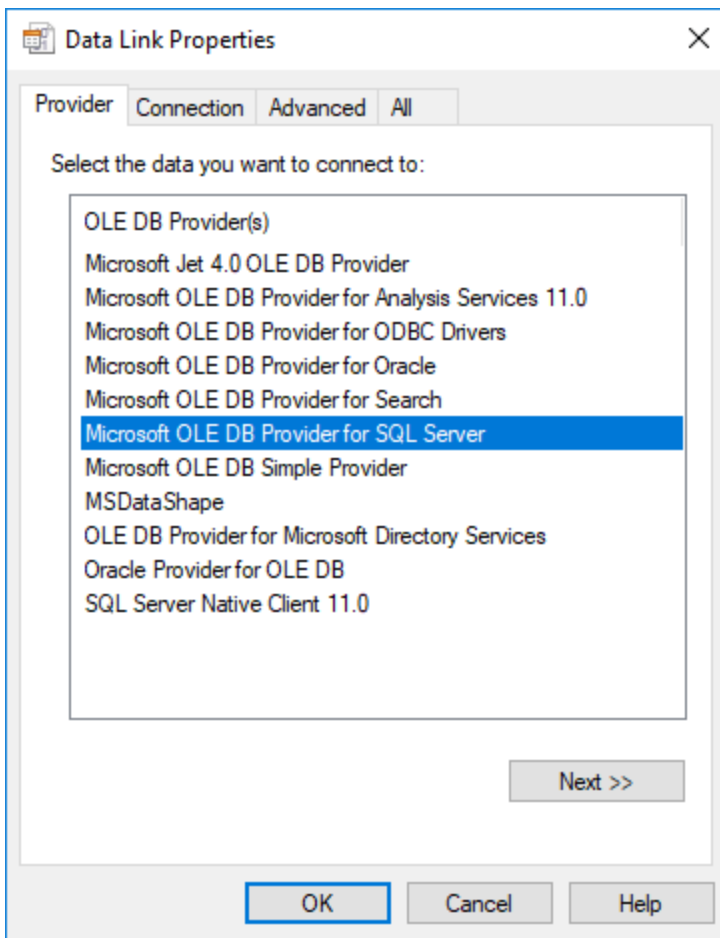 Data Link Properties
Provider Connection Advanced All
Select the data you want to connect to:
OLE DB Provider(s)
Microsoft Jet 4.0 OLE DB Provider
Microsoft OLE DB Provider for Analysis Services 11.0
Microsoft OLE DB Provider for ODBC Drivers
Microsoft OLE DB Provider for Oracle
Microsoft OLE DB Provider for Search
Microsoft OLE DB Provider for SQL Server
Microsoft OLE DB Simple Provider
MSDataShape
OLE DB Provider for Microsoft Directory Services
Oracle Provider for OLE DB
SQL Server Native Client 11.0
Next >>
OK Cancel Help